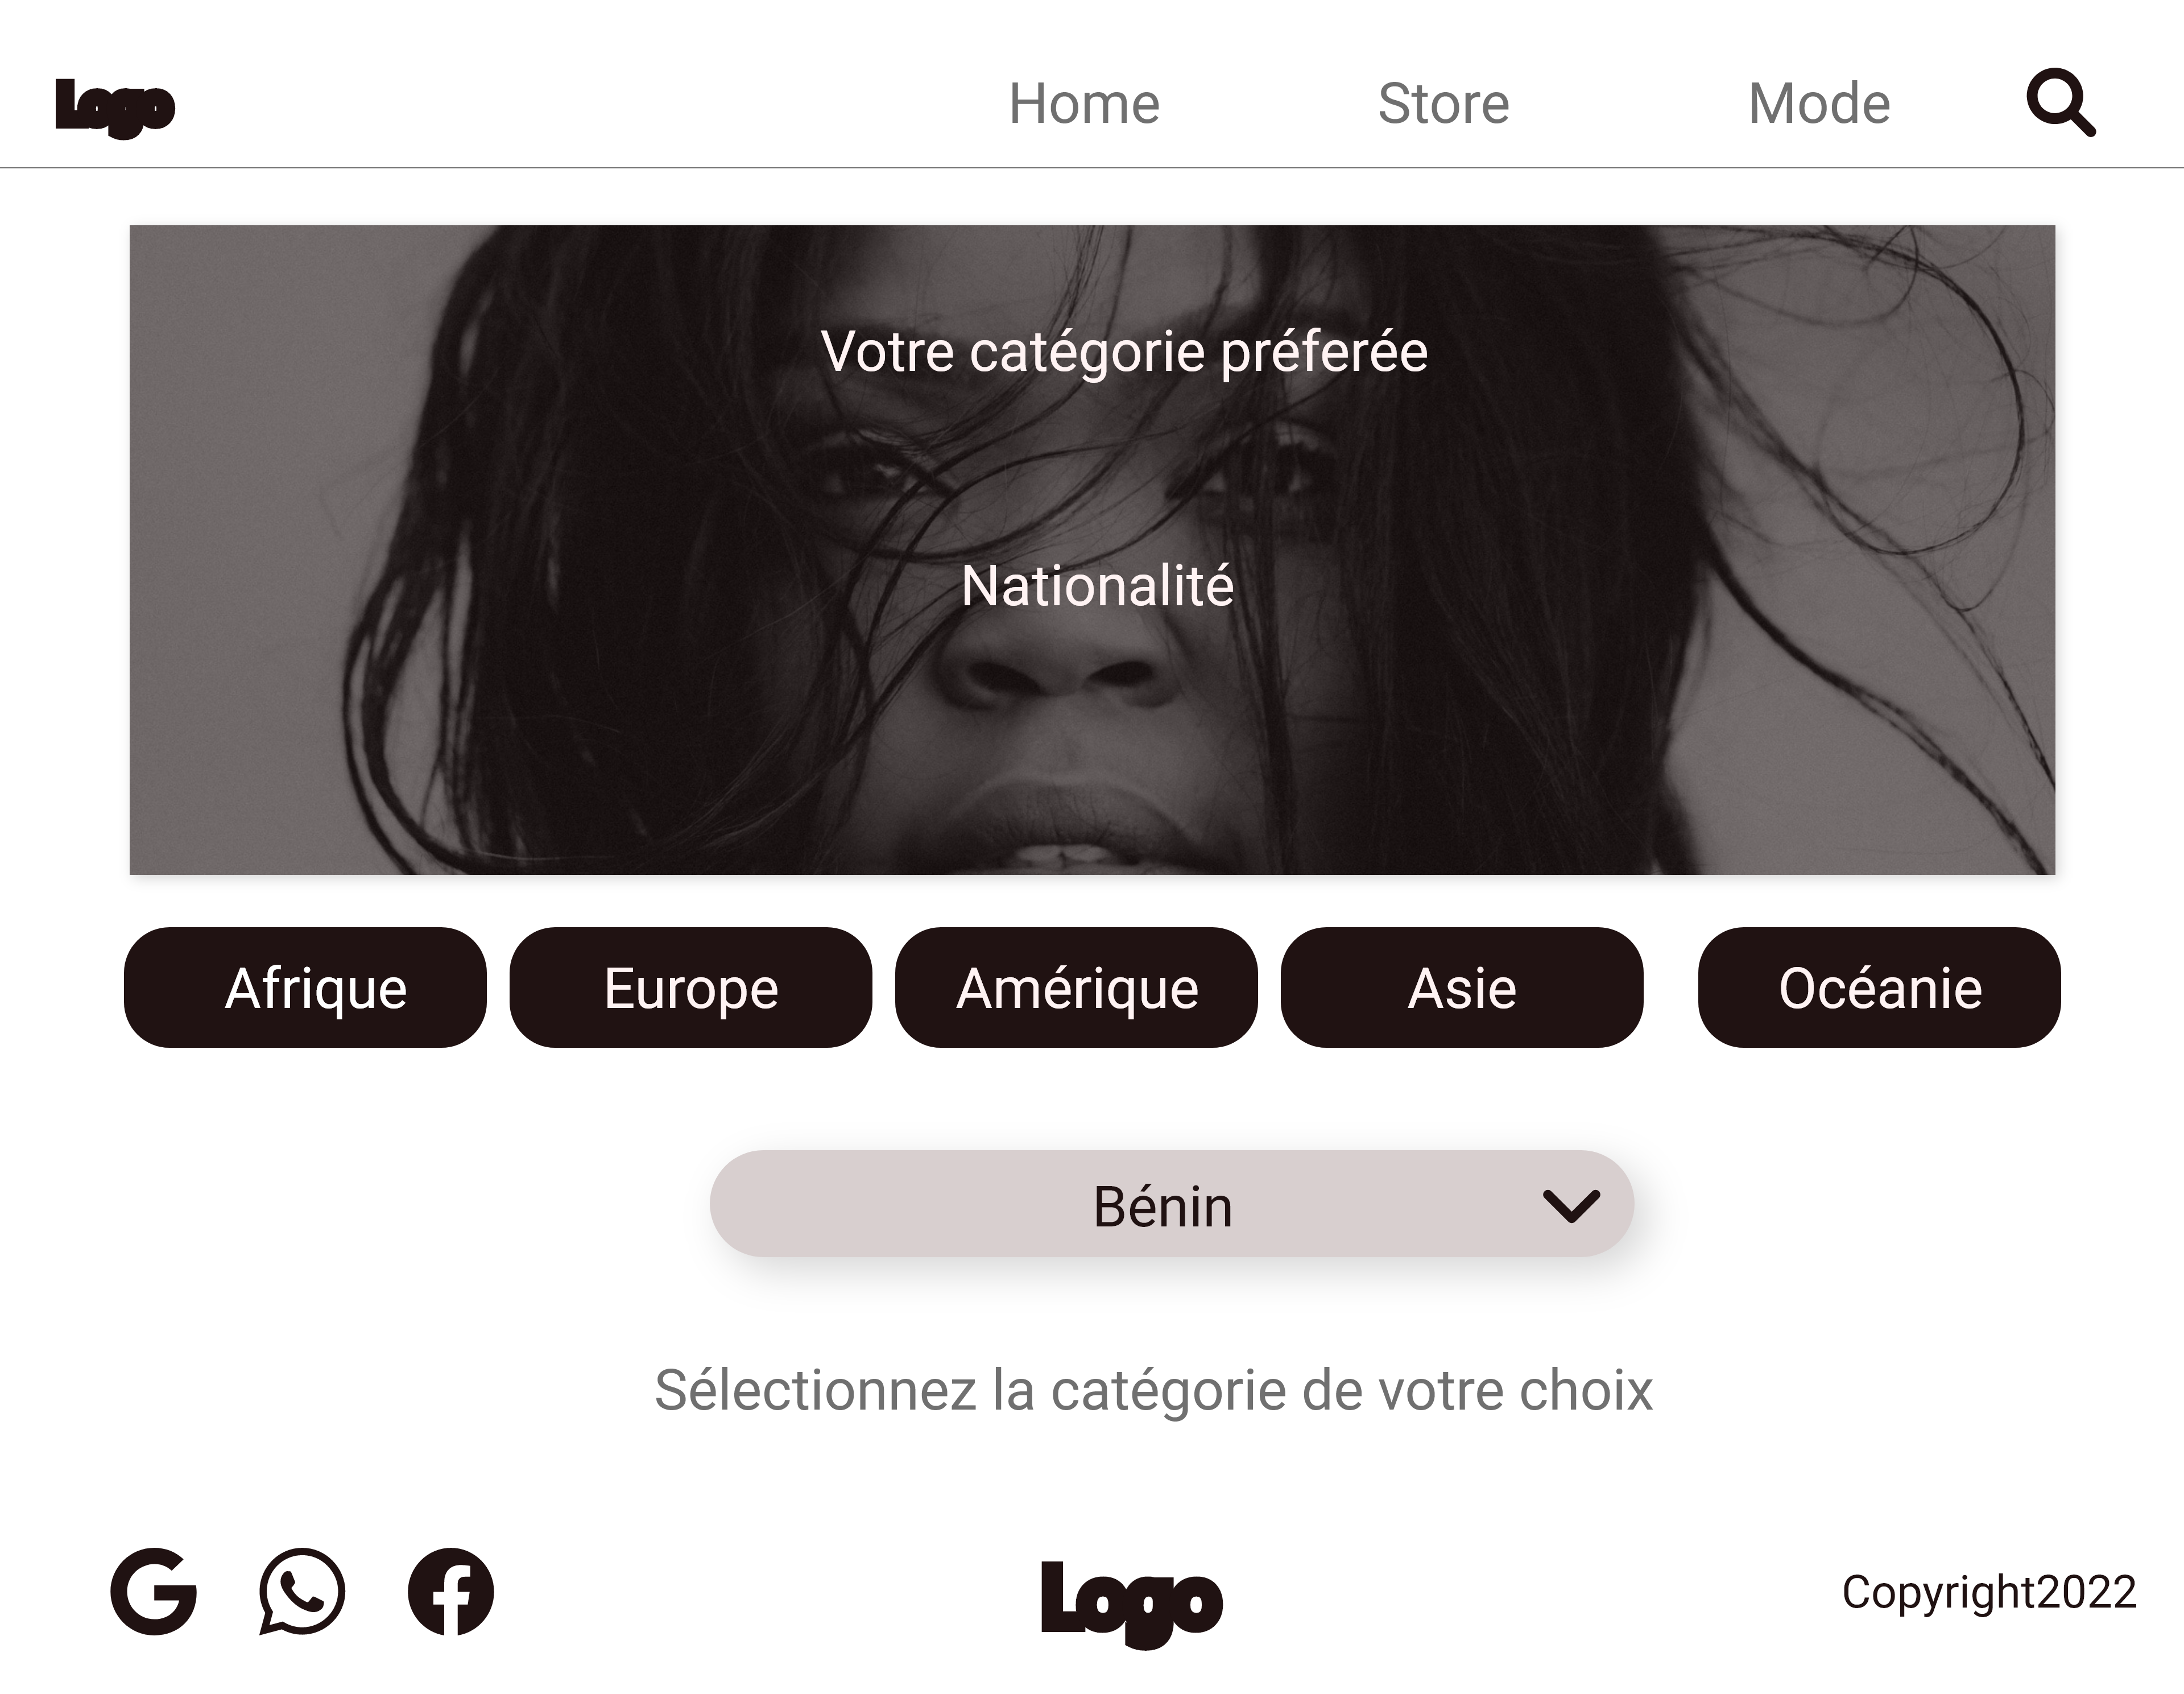 Logo
Home
Store
Mode
Votre catégorie préferée
Nationalité
Afrique
Europe
Amérique
Asie
Océanie
Bénin
Sélectionnez la catégorie de votre choix
Logo
Copyright2022